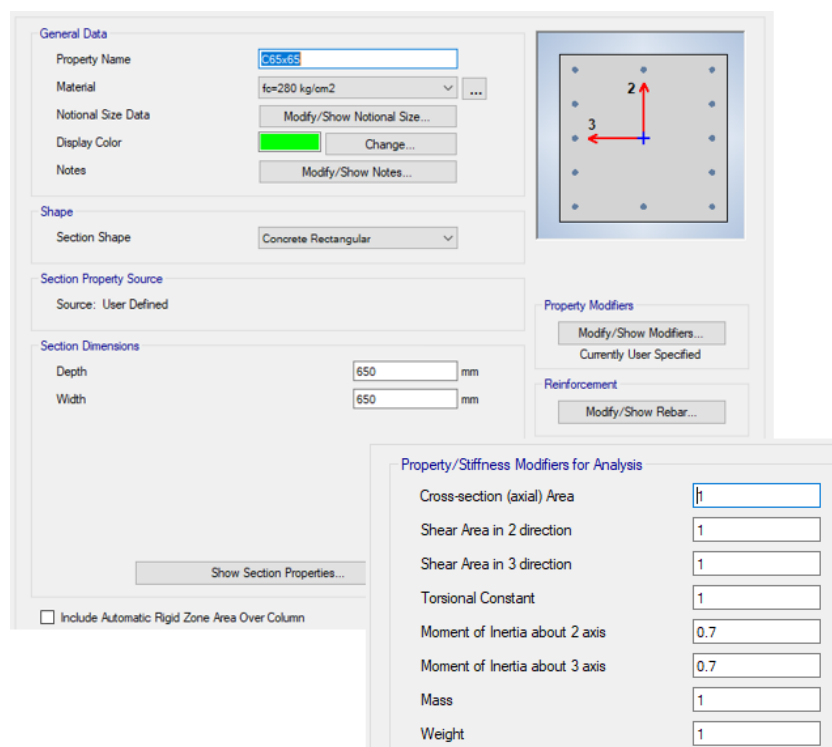 General Data
Property Name C65x65
Material fc=280 kg/cm2 ...
Notional Size Data Modify/Show Notional Size...
Display Color Change...
Notes Modify/Show Notes...
2
3
Shape
Section Shape Concrete Rectangular
Section Property Source
Source: User Defined
Property Modifiers
Modify/Show Modifiers...
Currently User Specified
Section Dimensions
Depth 650 mm
Width 650 mm
Reinforcement
Modify/Show Rebar...
Show Section Properties...
Include Automatic Rigid Zone Area Over Column
Property/Stiffness Modifiers for Analysis
Cross-section (axial) Area 1
Shear Area in 2 direction 1
Shear Area in 3 direction 1
Torsional Constant 1
Moment of Inertia about 2 axis 0.7
Moment of Inertia about 3 axis 0.7
Mass 1
Weight 1